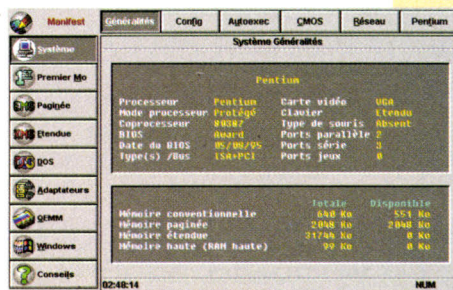 Manifest
Généralités Config Autoexec CMOS Réseau Pentium
Système Généralités
Système
Premier Mo
Paginée
Etendue
DOS
Adaptateurs
QEMM
Windows
Conseils
Pentium
Processeur Pentium Carte vidéo VGA
Mode processeur Protégé Clavier Etendu
Coprocesseur 80387 Type de souris Absent
BIOS Award Ports parallèle 2
Date du BIOS 05/08/95 Ports série 3
Type(s) /Bus ISA+PCI Ports jeux 0
Totale Disponible
Mémoire conventionnelle 640 Ko 551 Ko
Mémoire paginée 2048 Ko 2048 Ko
Mémoire étendue 31744 Ko 0 Ko
Mémoire haute (RAM haute) 99 Ko 0 Ko
02:48:14 NUM